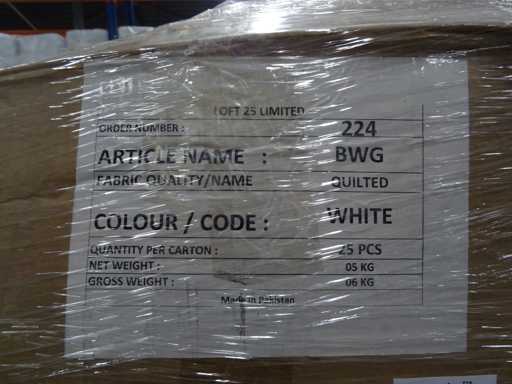 LOFT 25 LIMITED
ORDER NUMBER : 224
ARTICLE NAME : BWG
FABRIC QUALITY/NAME QUILTED
COLOUR / CODE : WHITE
QUANTITY PER CARTON : 25 PCS
NET WEIGHT : 05 KG
GROSS WEIGHT : 06 KG
Made in Pakistan